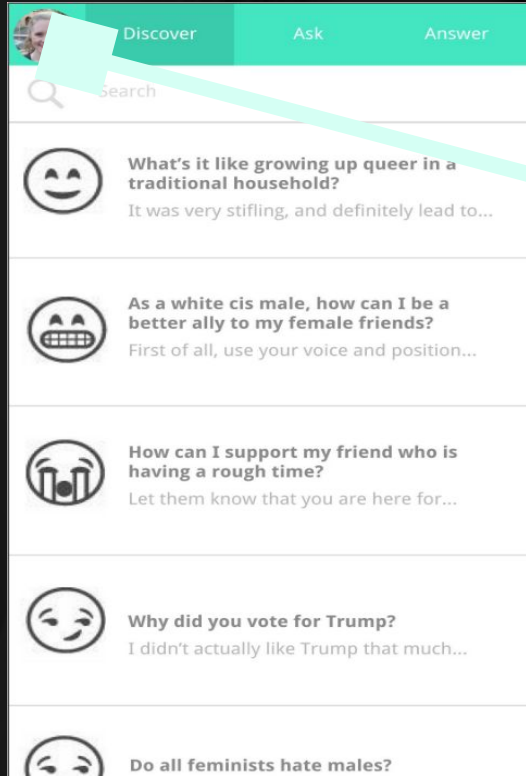 Discover Ask Answer
Search
What's it like growing up queer in a
traditional household?
It was very stifling, and definitely lead to...
As a white cis male, how can I be a
better ally to my female friends?
First of all, use your voice and position...
How can I support my friend who is
having a rough time?
Let them know that you are here for...
Why did you vote for Trump?
I didn't actually like Trump that much...
Do all feminists hate males?